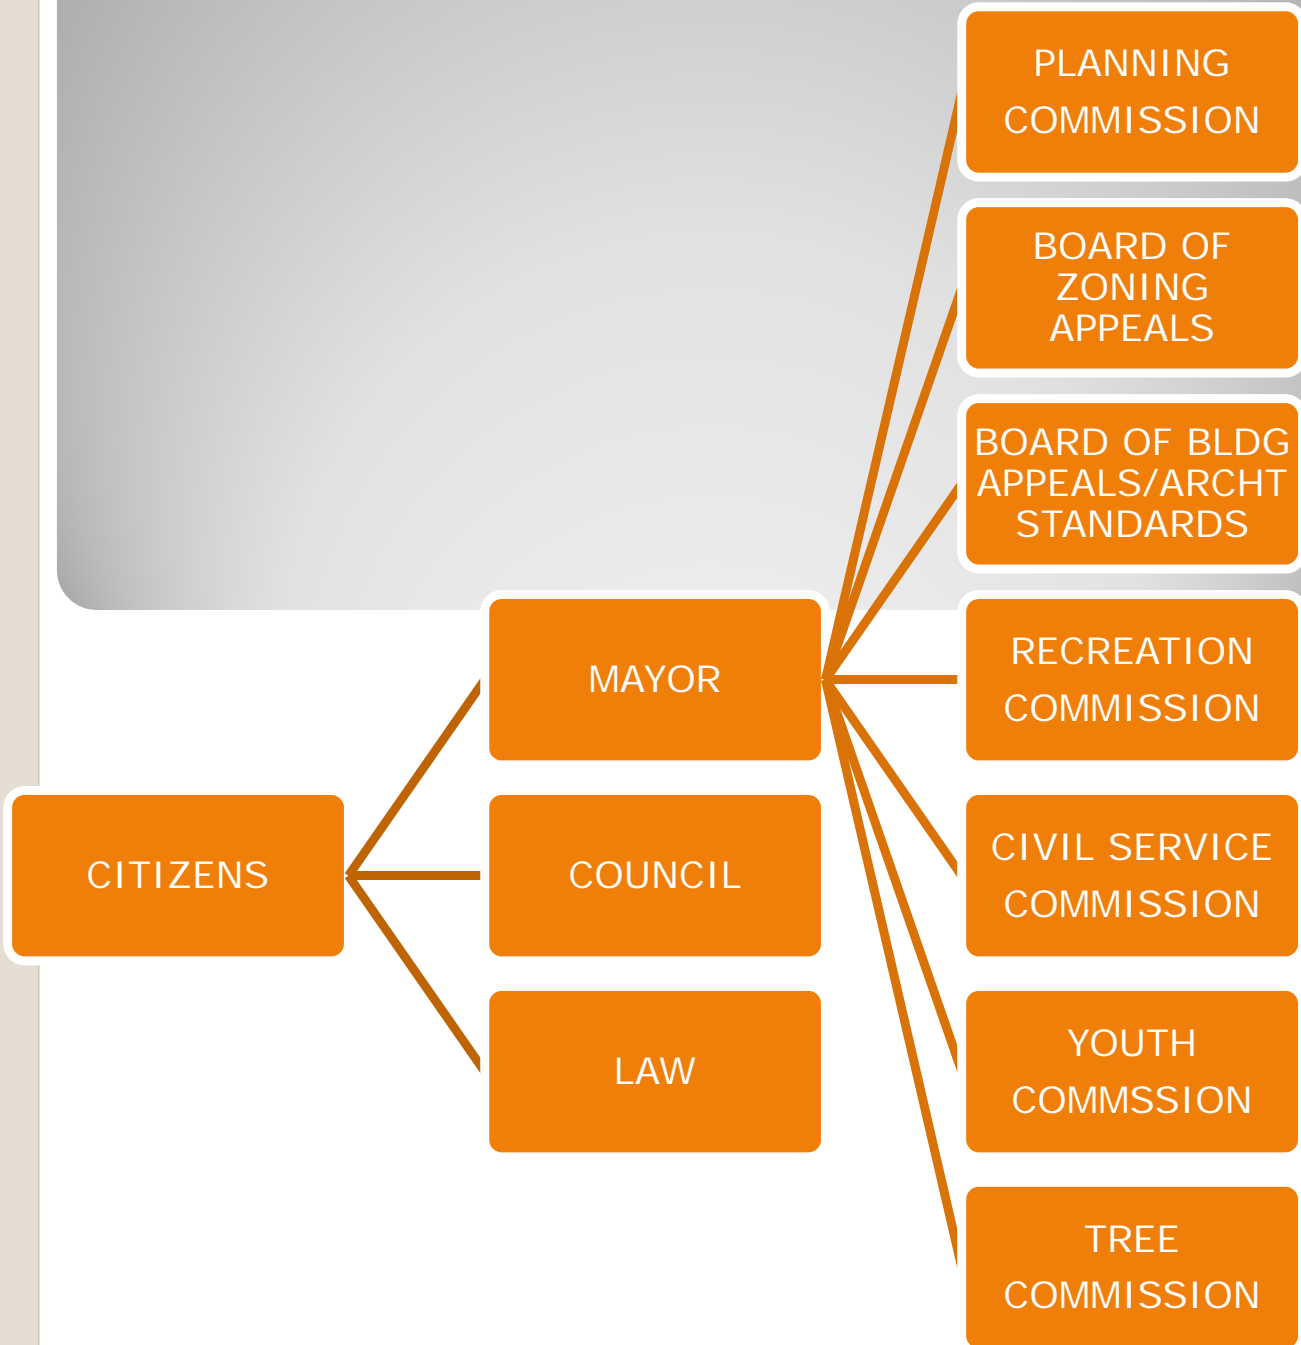 CITIZENS
MAYOR
COUNCIL
LAW
PLANNING
COMMISSION
BOARD OF
ZONING
APPEALS
BOARD OF BLDG
APPEALS/ARCHT
STANDARDS
RECREATION
COMMISSION
CIVIL SERVICE
COMMISSION
YOUTH
COMMSSION
TREE
COMMISSION